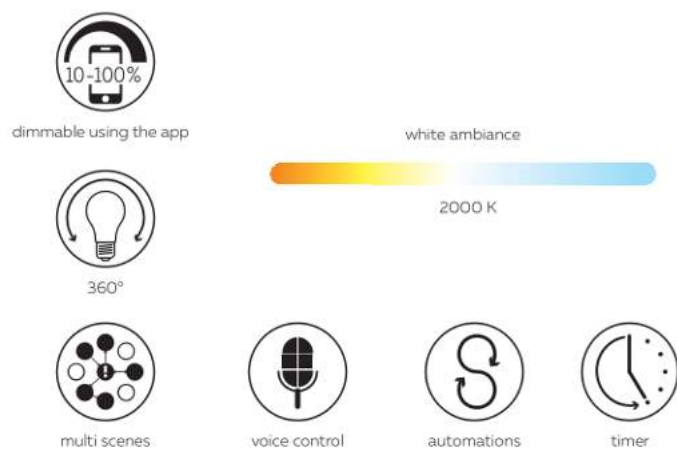 10-100%
dimmable using the app
white ambiance
2000 K
360°
multi scenes
voice control
automations
timer